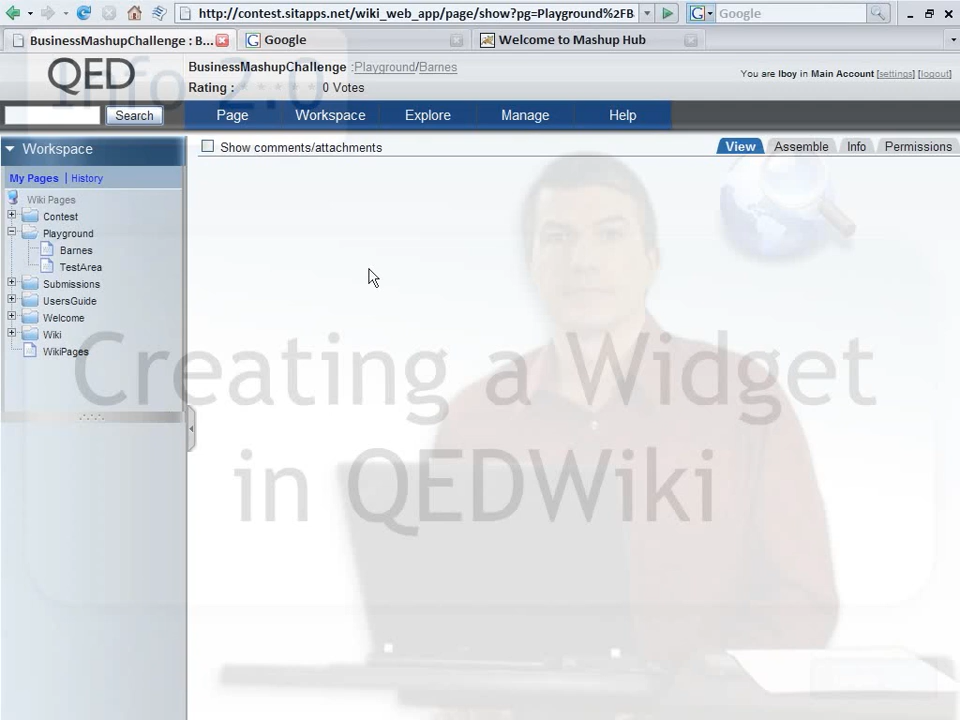 http://contest.sitapps.net/wiki_web_app/page/show?pg=Playground%2FB
Google
BusinessMashupChallenge : B...
Google
Welcome to Mashup Hub
QED
Info 2.0
BusinessMashupChallenge :Playground/Barnes
You are lboy in Main Account [settings] [logout]
Rating : 0 Votes
Search
Page
Workspace
Explore
Manage
Help
Workspace
Show comments/attachments
View
Assemble
Info
Permissions
My Pages | History
Wiki Pages
Contest
Playground
Barnes
TestArea
Submissions
UsersGuide
Welcome
Wiki
WikiPages
Creating a Widget
in QEDWiki